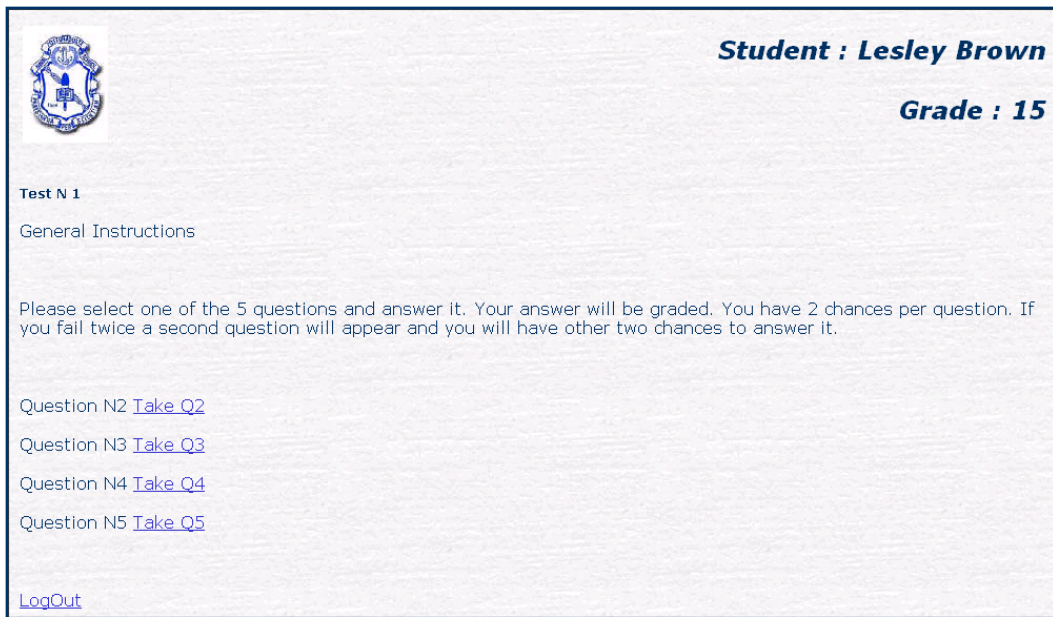 Student : Lesley Brown
Grade : 15
Test N 1
General Instructions
Please select one of the 5 questions and answer it. Your answer will be graded. You have 2 chances per question. If
you fail twice a second question will appear and you will have other two chances to answer it.
Question N2 Take Q2
Question N3 Take Q3
Question N4 Take Q4
Question N5 Take Q5
LogOut